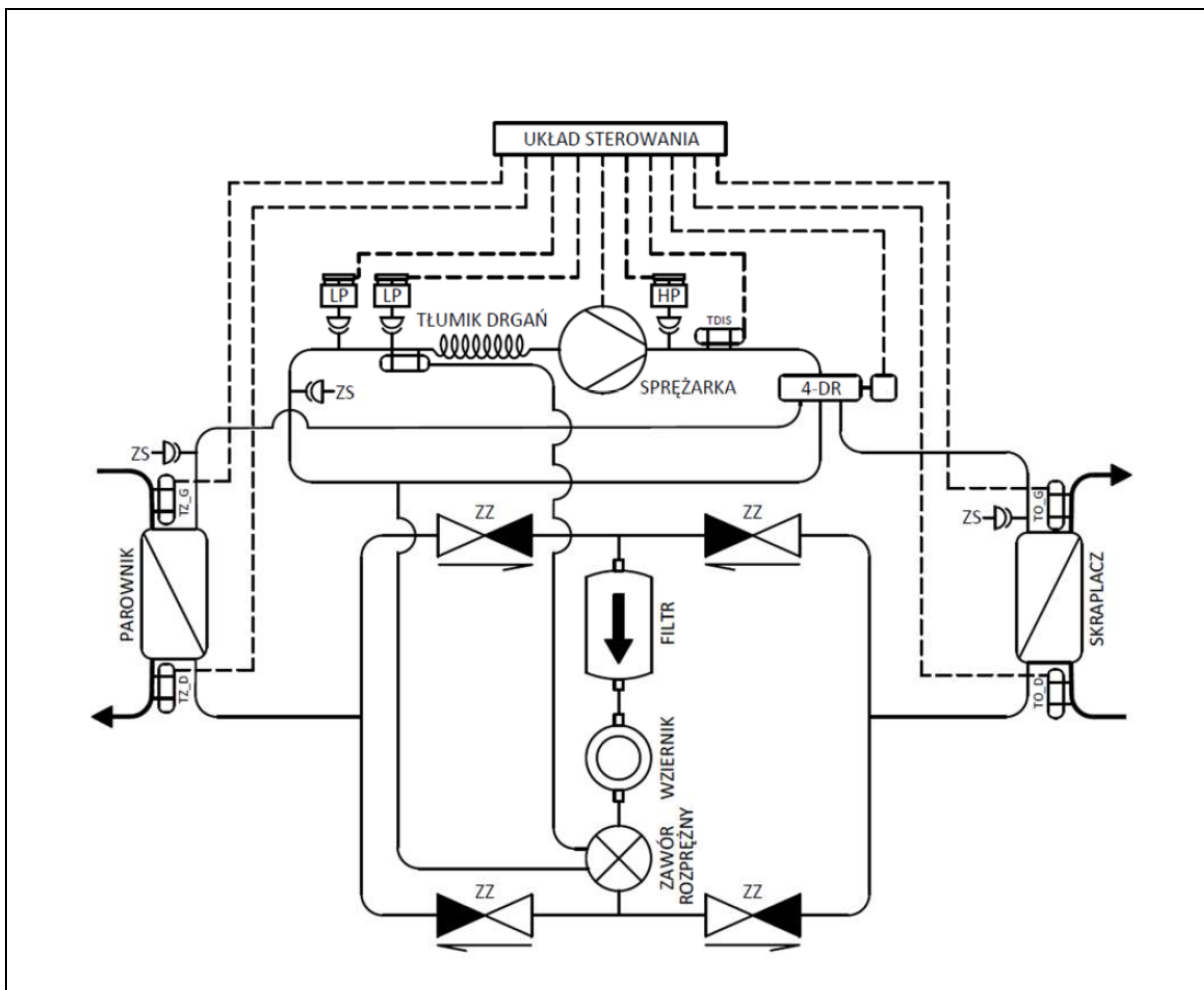 UKŁAD STEROWANIA
LP
LP
HP
TŁUMIK DRGAŃ
TDIS
SPRĘŻARKA
4-DR
ZS
ZS
TZ_G
TO_G
ZS
ZZ
ZZ
PAROWNIK
FILTR
SKRAPLACZ
TZ_D
TO_D
WZIERNIK
ZAWÓR
ROZPRĘŻNY
ZZ
ZZ